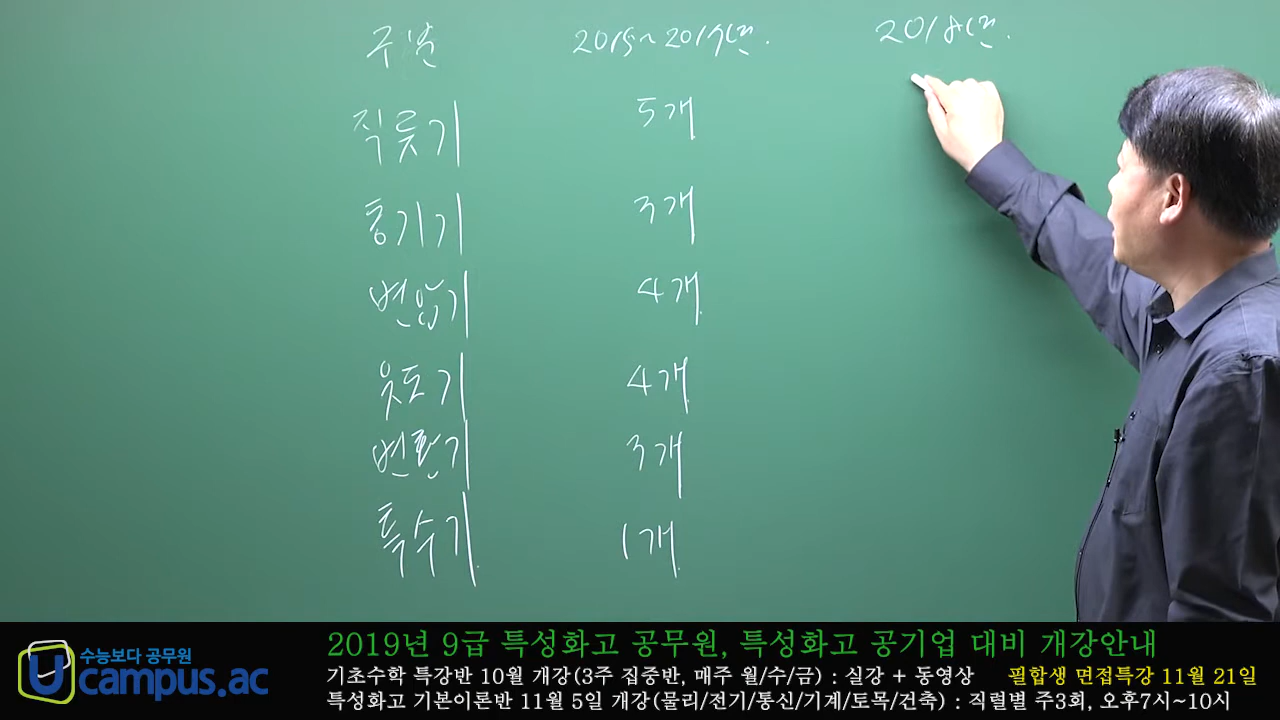 구분 2015~2017년. 2018년.
직류기 5개
동기기 3개
변압기 4개
유도기 4개
변환기 3개
특수기. 1개.
2019년 9급 특성화고 공무원, 특성화고 공기업 대비 개강안내
수능보다 공무원
Ucampus.ac
기초수학 특강반 10월 개강(3주 집중반, 매주 월/수/금) : 실강 + 동영상 필합생 면접특강 11월 21일
특성화고 기본이론반 11월 5일 개강(물리/전기/통신/기계/토목/건축) : 직렬별 주3회, 오후7시~10시